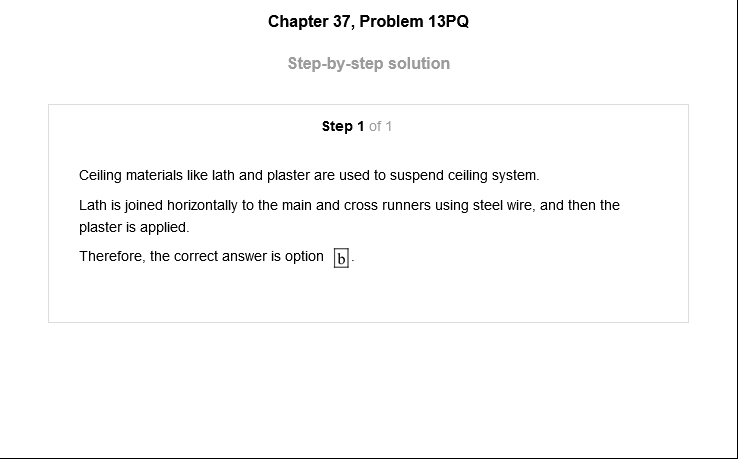 Chapter 37, Problem 13PQ
Step-by-step solution
Step 1 of 1
Ceiling materials like lath and plaster are used to suspend ceiling system.
Lath is joined horizontally to the main and cross runners using steel wire, and then the
plaster is applied.
Therefore, the correct answer is option b.